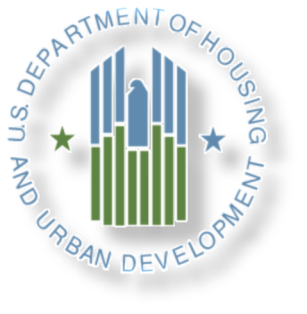 U.S. DEPARTMENT OF HOUSING
AND URBAN DEVELOPMENT